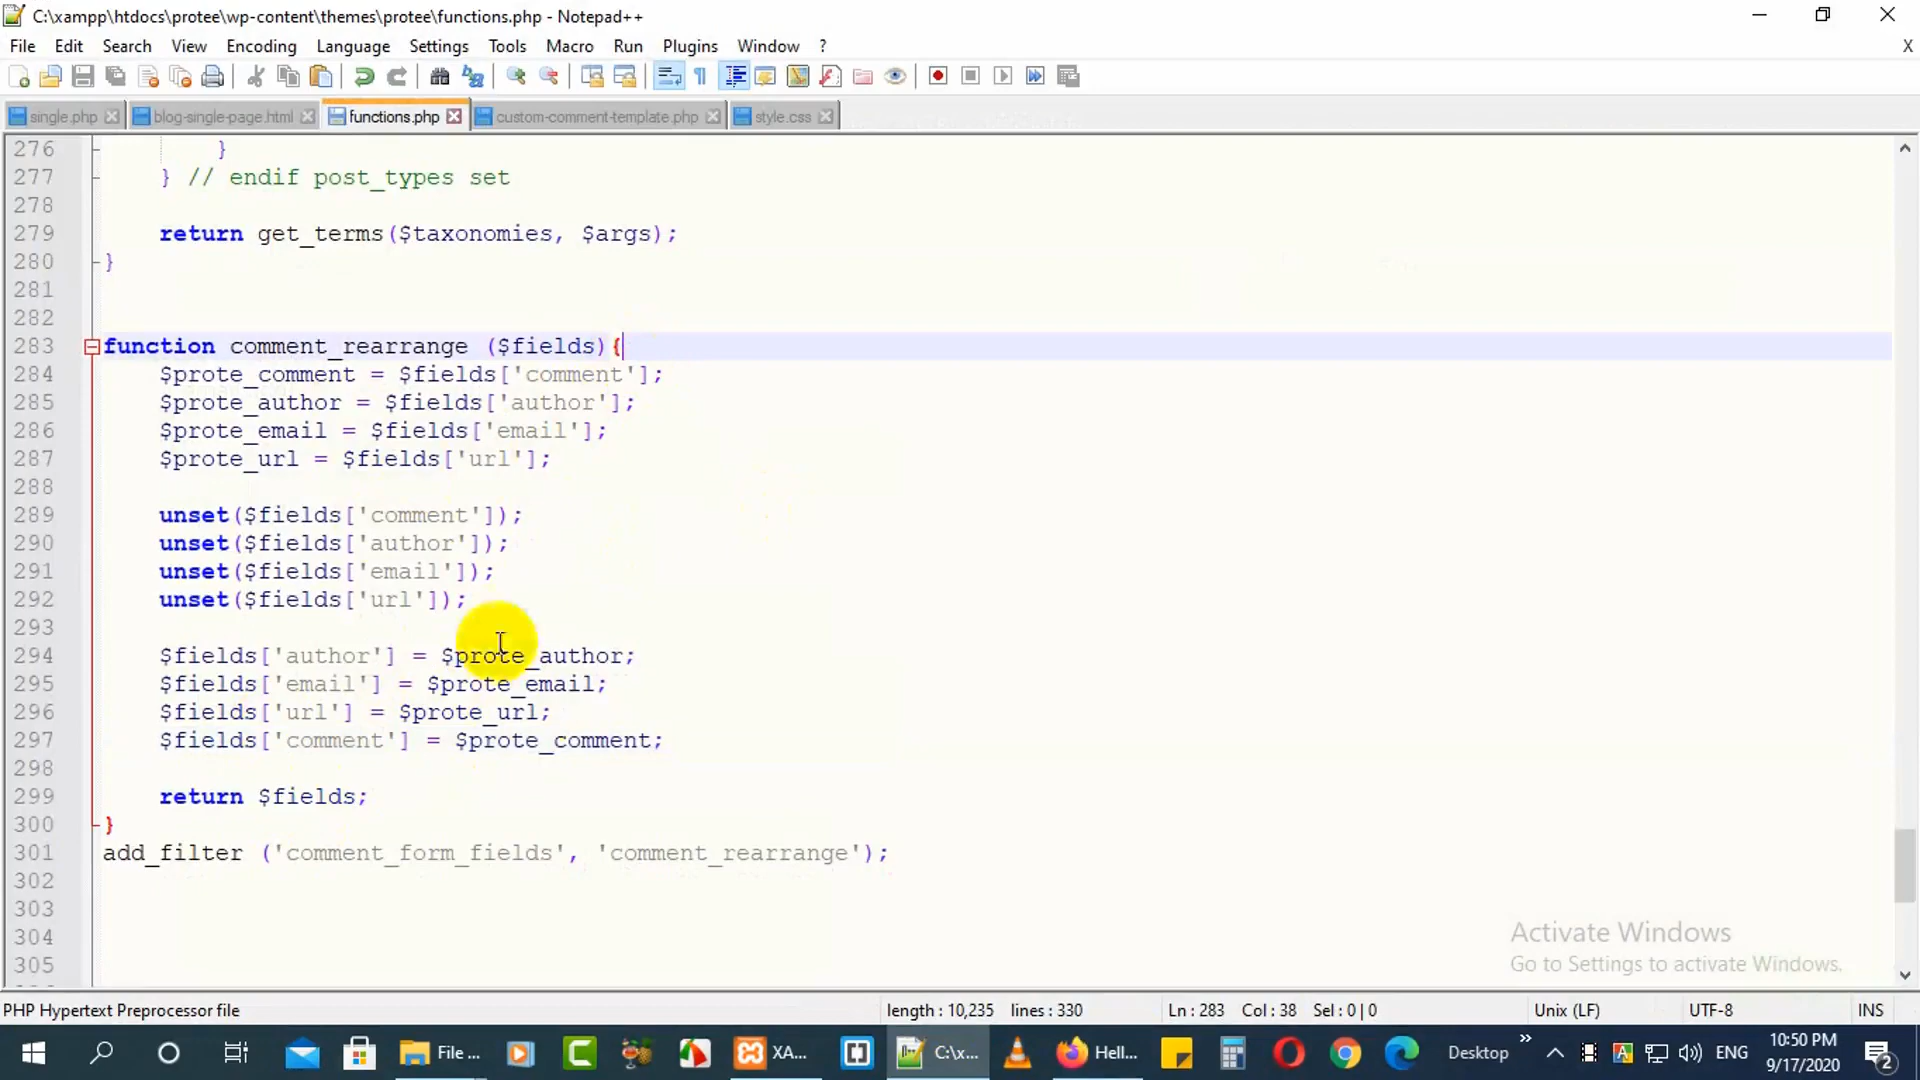 C:\xampp\htdocs\protee\wp-content\themes\protee\functions.php - Notepad++
File Edit Search View Encoding Language Settings Tools Macro Run Plugins Window ? X
single.php blog-single-page.html functions.php custom-comment-template.php style.css
276 }
277 } // endif post_types set
278
279 return get_terms($taxonomies, $args);
280 }
281
282
283 function comment_rearrange ($fields){
284 $prote_comment = $fields['comment'];
285 $prote_author = $fields['author'];
286 $prote_email = $fields['email'];
287 $prote_url = $fields['url'];
288
289 unset($fields['comment']);
290 unset($fields['author']);
291 unset($fields['email']);
292 unset($fields['url']);
293
294 $fields['author'] = $prote_author;
295 $fields['email'] = $prote_email;
296 $fields['url'] = $prote_url;
297 $fields['comment'] = $prote_comment;
298
299 return $fields;
300 }
301 add_filter ('comment_form_fields', 'comment_rearrange');
302
303
304
305
Activate Windows
Go to Settings to activate Windows.
PHP Hypertext Preprocessor file length : 10,235 lines : 330 Ln : 283 Col : 38 Sel : 0 | 0 Unix (LF) UTF-8 INS
File ... XA... C:\x... Hell... Desktop ENG 10:50 PM
9/17/2020 2